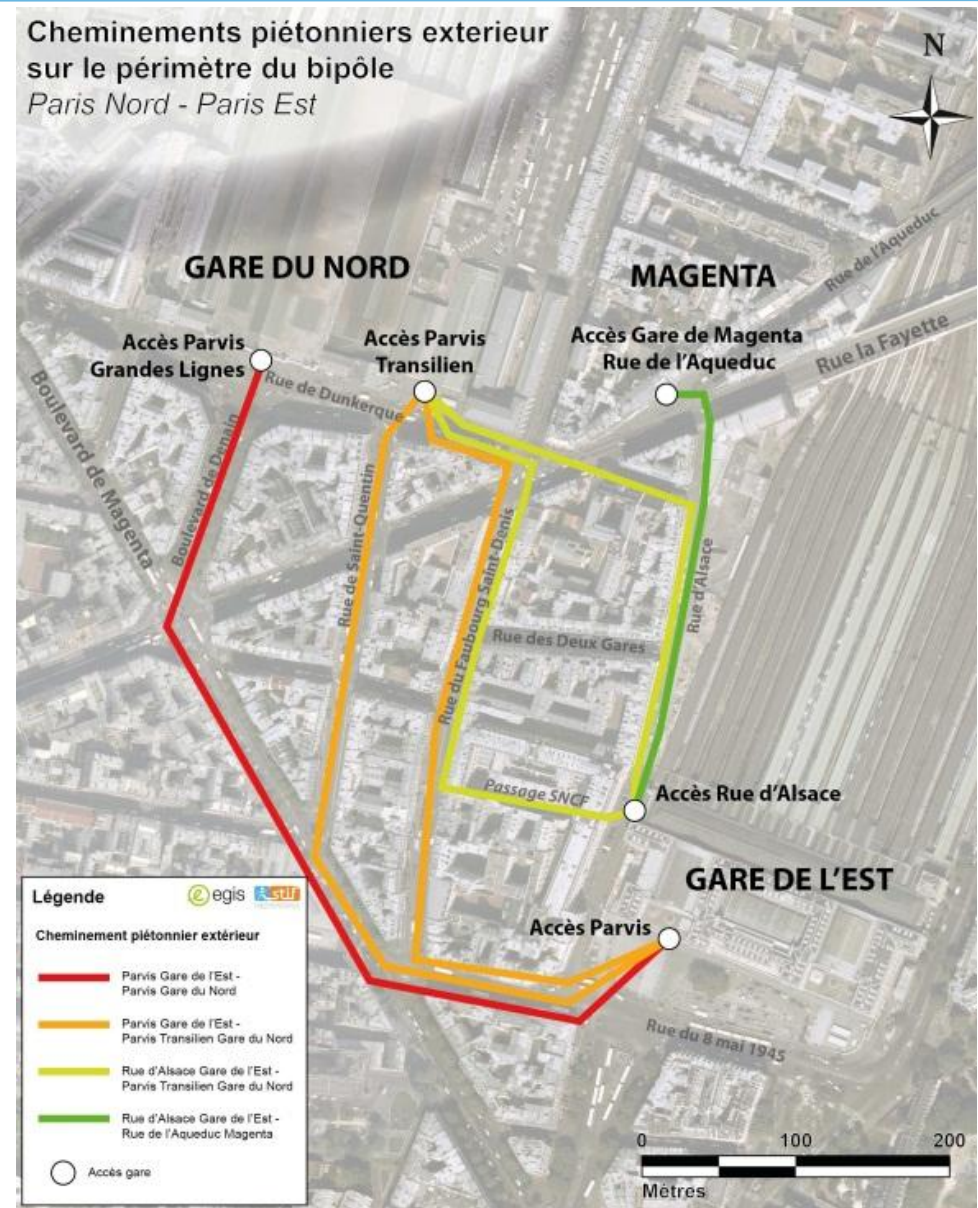 Cheminements piétonniers exterieur
sur le périmètre du bipôle
Paris Nord - Paris Est
N
GARE DU NORD
MAGENTA
Rue de l'Aqueduc
Accès Parvis
Grandes Lignes
Accès Parvis
Transilien
Accès Gare de Magenta
Rue de l'Aqueduc
Rue la Fayette
Rue de Dunkerque
Boulevard de Magenta
Boulevard de Denain
Rue de Saint-Quentin
Rue du Faubourg Saint-Denis
Rue d'Alsace
Rue des Deux Gares
Passage SNCF
Accès Rue d'Alsace
GARE DE L'EST
Accès Parvis
Rue du 8 mai 1945
Légende
egis
stif
Cheminement piétonnier extérieur
Parvis Gare de l'Est -
Parvis Gare du Nord
Parvis Gare de l'Est -
Parvis Transilien Gare du Nord
Rue d'Alsace Gare de l'Est -
Parvis Transilien Gare du Nord
Rue d'Alsace Gare de l'Est -
Rue de l'Aqueduc Magenta
Accès gare
0 100 200
Mètres